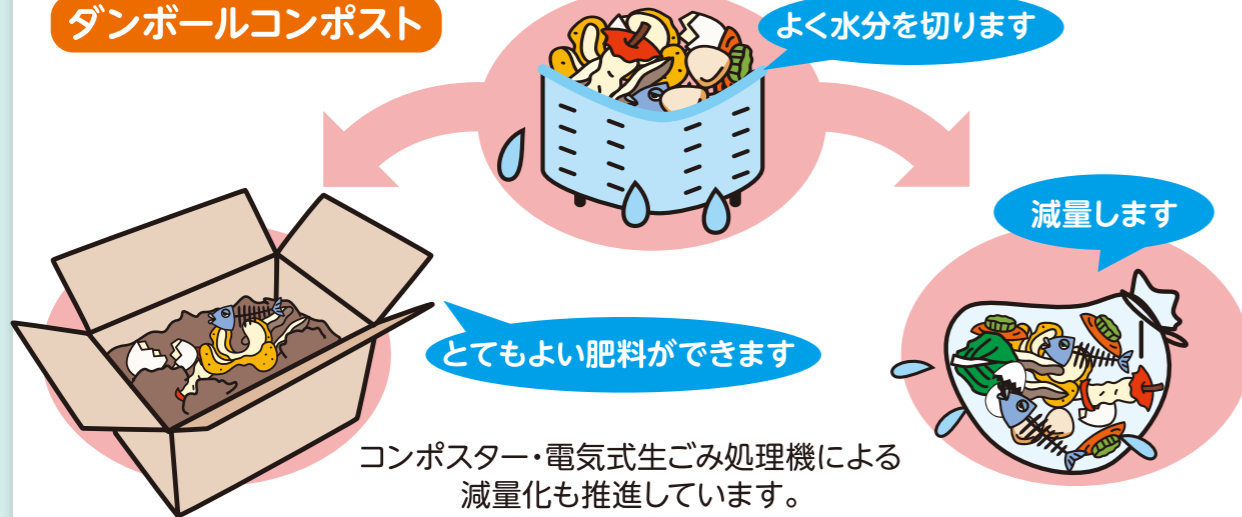 ダンボールコンポスト
よく水分を切ります
減量します
とてもよい肥料ができます
コンポスター・電気式生ごみ処理機による
減量化も推進しています。